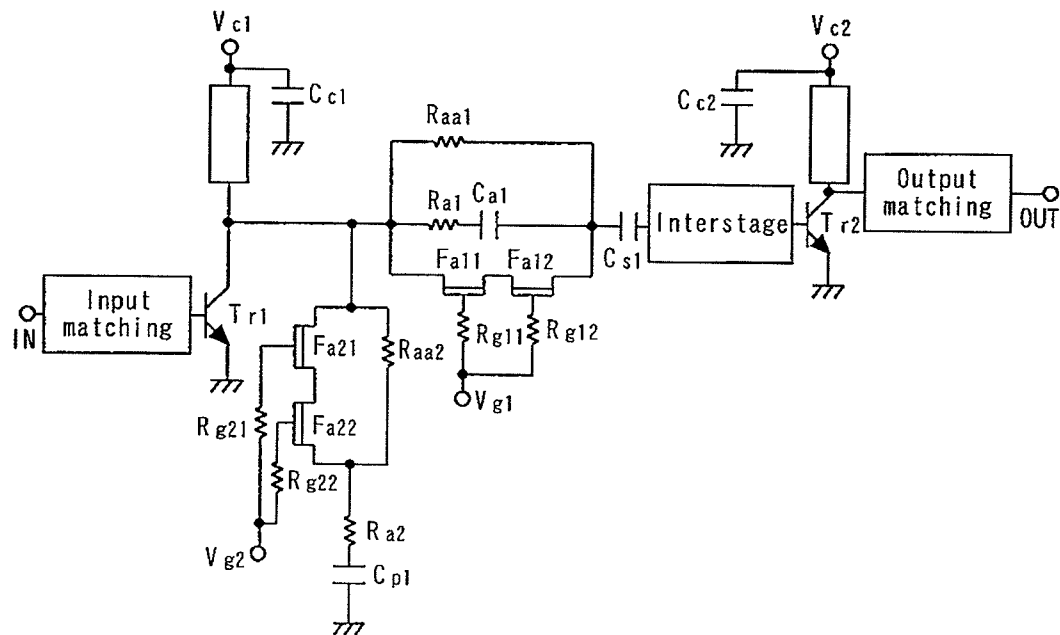 Vc1
Cc1
Vc2
Cc2
Raa1
Ra1
Ca1
Fa11
Fa12
Cs1
Interstage
Tr2
Output
matching
OUT
Input
matching
IN
Tr1
Fa21
Raa2
Rg11
Rg12
Vg1
Fa22
Rg21
Rg22
Ra2
Vg2
Cp1